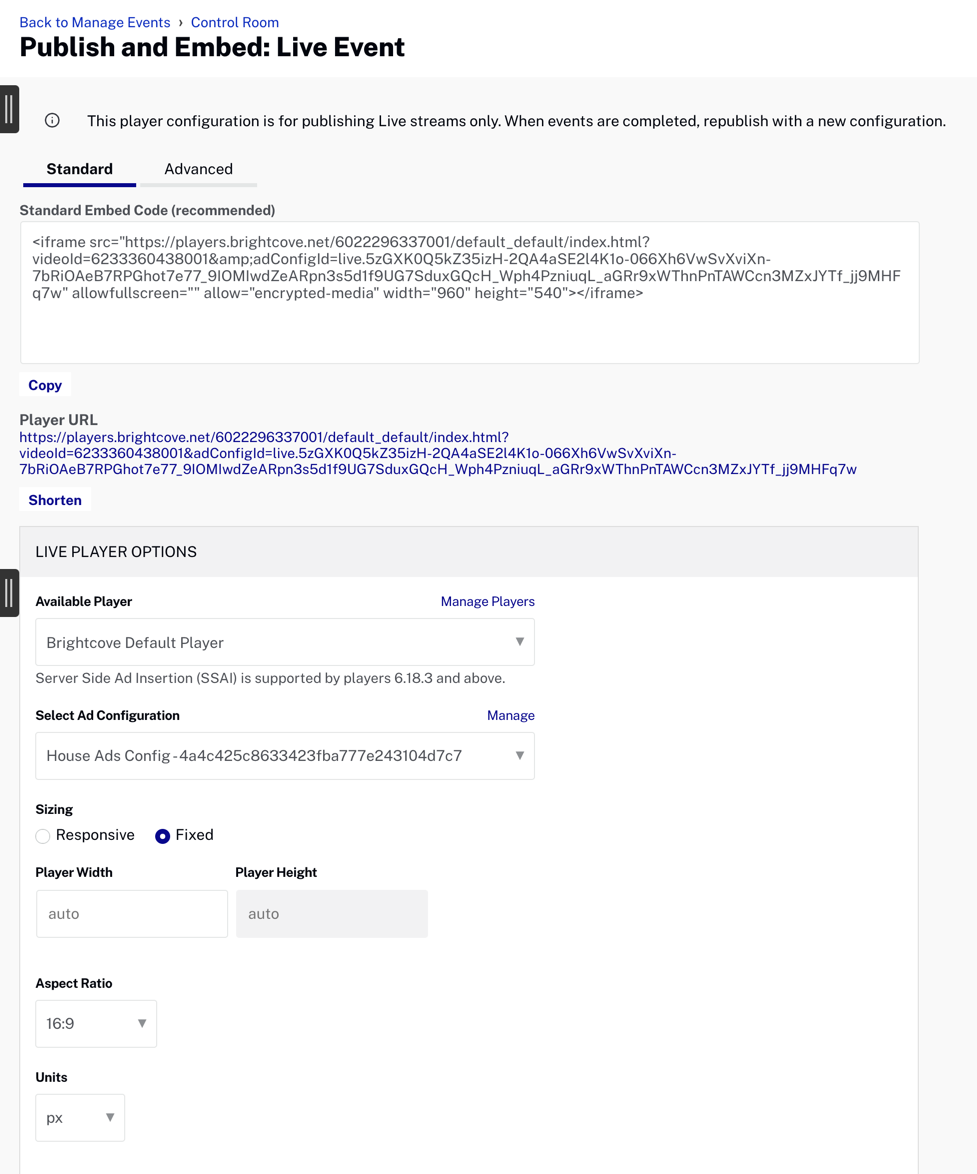 Back to Manage Events › Control Room
Publish and Embed: Live Event
This player configuration is for publishing Live streams only. When events are completed, republish with a new configuration.
Standard Advanced
Standard Embed Code (recommended)
<iframe src="https://players.brightcove.net/6022296337001/default_default/index.html?
videoId=6233360438001&amp;adConfigId=live.5zGXK0Q5kZ35izH-2QA4aSE2l4K1o-066Xh6VwSvXviXn-
7bRiOAeB7RPGhot7e77_9IOMIwdZeARpn3s5d1f9UG7SduxGQcH_Wph4PzniuqL_aGRr9xWThnPnTAWCcn3MZxJYTf_jj9MHF
q7w" allowfullscreen="" allow="encrypted-media" width="960" height="540"></iframe>
Copy
Player URL
https://players.brightcove.net/6022296337001/default_default/index.html?
videoId=6233360438001&adConfigId=live.5zGXK0Q5kZ35izH-2QA4aSE2l4K1o-066Xh6VwSvXviXn-
7bRiOAeB7RPGhot7e77_9IOMIwdZeARpn3s5d1f9UG7SduxGQcH_Wph4PzniuqL_aGRr9xWThnPnTAWCcn3MZxJYTf_jj9MHFq7w
Shorten
LIVE PLAYER OPTIONS
Available Player Manage Players
Brightcove Default Player
Server Side Ad Insertion (SSAI) is supported by players 6.18.3 and above.
Select Ad Configuration Manage
House Ads Config - 4a4c425c8633423fba777e243104d7c7
Sizing
Responsive Fixed
Player Width Player Height
auto auto
Aspect Ratio
16:9
Units
px